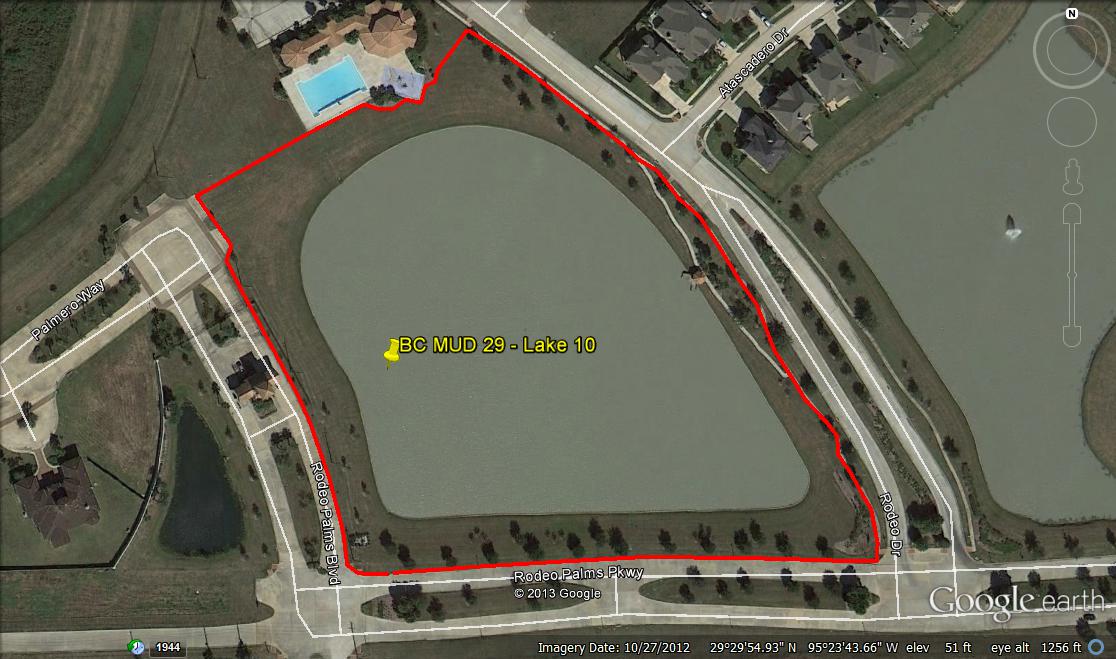 N
Atascadero Dr
Palmero Way
BC MUD 29 - Lake 10
Rodeo Palms Blvd
Rodeo Dr
Rodeo Palms Pkwy
© 2013 Google
Google earth
1944
Imagery Date: 10/27/2012 29°29'54.93" N 95°23'43.66" W elev 51 ft eye alt 1256 ft